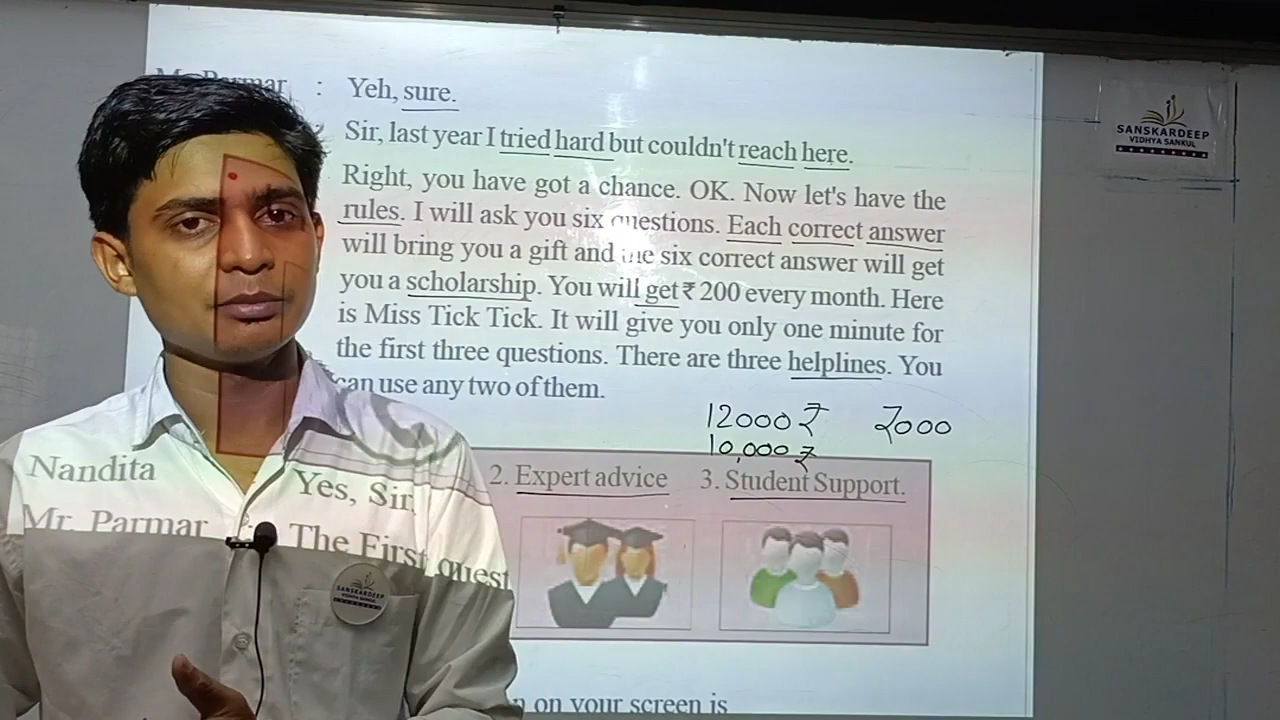 Mr. Parmar : Yeh, sure.
Sir, last year I tried hard but couldn't reach here.
Right, you have got a chance. OK. Now let's have the
rules. I will ask you six questions. Each correct answer
will bring you a gift and the six correct answer will get
you a scholarship. You will get ₹ 200 every month. Here
is Miss Tick Tick. It will give you only one minute for
the first three questions. There are three helplines. You
can use any two of them.
12000 ₹ 2000
10,000 ₹
2. Expert advice 3. Student Support.
Nandita Yes, Sir.
Mr. Parmar : The First quest
on your screen is
SANSKARDEEP
VIDHYA SANKUL
SANSKARDEEP
VIDHYA SANKUL